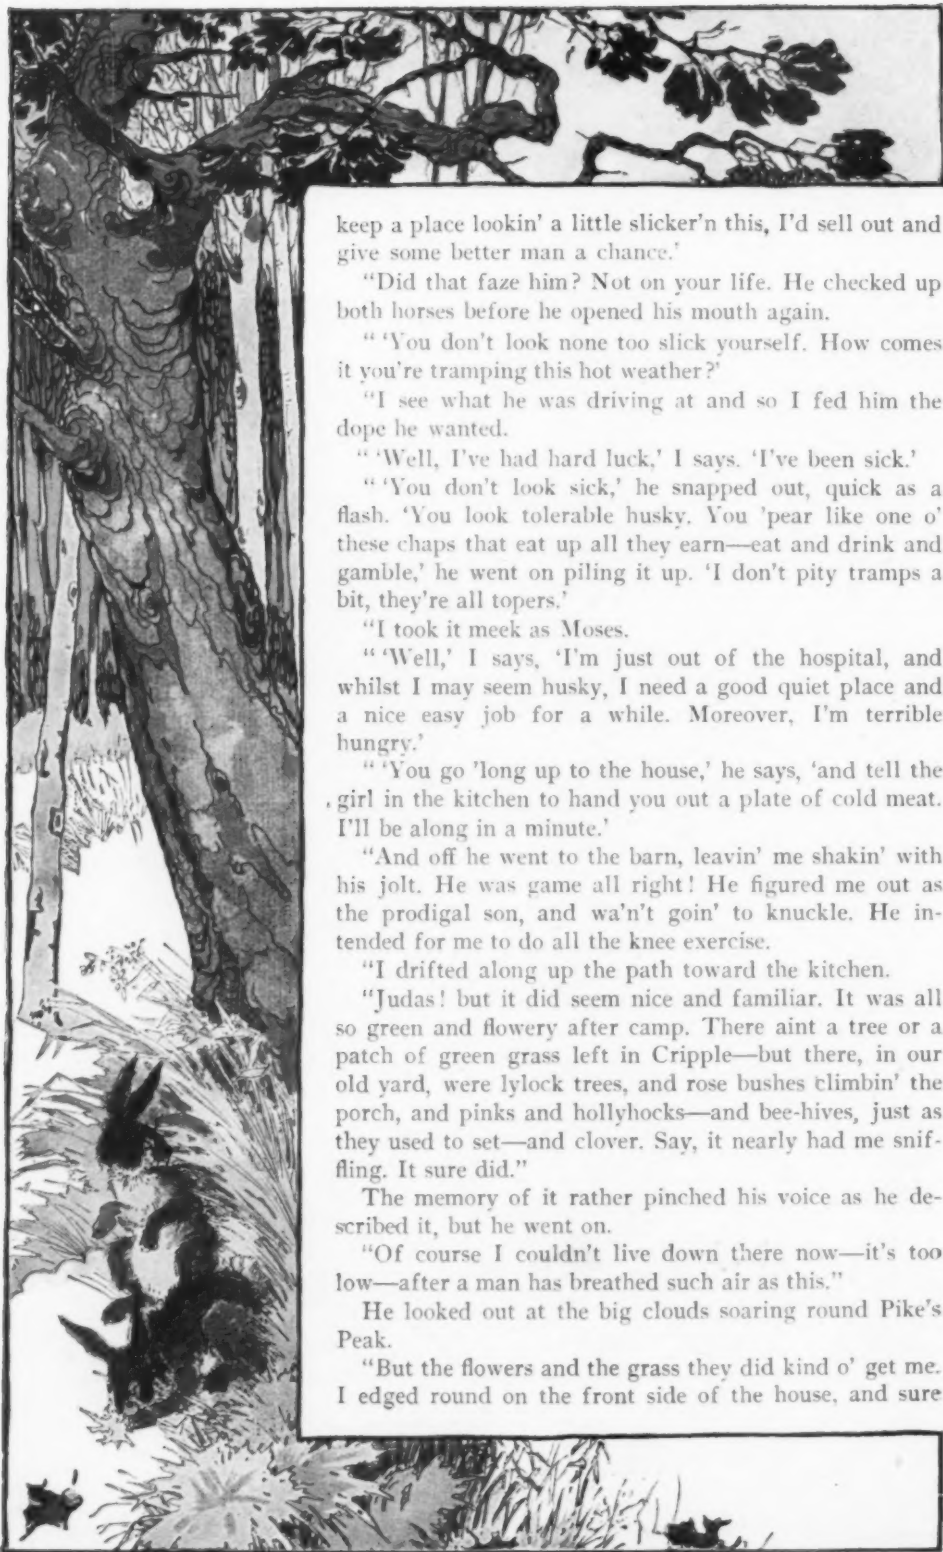 keep a place lookin' a little slicker'n this, I'd sell out and
give some better man a chance.'
"Did that faze him? Not on your life. He checked up
both horses before he opened his mouth again.
" 'You don't look none too slick yourself. How comes
it you're tramping this hot weather?'
"I see what he was driving at and so I fed him the
dope he wanted.
" 'Well, I've had hard luck,' I says. 'I've been sick.'
" 'You don't look sick,' he snapped out, quick as a
flash. 'You look tolerable husky. You 'pear like one o'
these chaps that eat up all they earn—eat and drink and
gamble,' he went on piling it up. 'I don't pity tramps a
bit, they're all topers.'
"I took it meek as Moses.
" 'Well,' I says, 'I'm just out of the hospital, and
whilst I may seem husky, I need a good quiet place and
a nice easy job for a while. Moreover, I'm terrible
hungry.'
" 'You go 'long up to the house,' he says, 'and tell the
girl in the kitchen to hand you out a plate of cold meat.
I'll be along in a minute.'
"And off he went to the barn, leavin' me shakin' with
his jolt. He was game all right! He figured me out as
the prodigal son, and wa'n't goin' to knuckle. He in-
tended for me to do all the knee exercise.
"I drifted along up the path toward the kitchen.
"Judas! but it did seem nice and familiar. It was all
so green and flowery after camp. There aint a tree or a
patch of green grass left in Cripple—but there, in our
old yard, were lylock trees, and rose bushes climbin' the
porch, and pinks and hollyhocks—and bee-hives, just as
they used to set—and clover. Say, it nearly had me snif-
fling. It sure did."
The memory of it rather pinched his voice as he de-
scribed it, but he went on.
"Of course I couldn't live down there now—it's too
low—after a man has breathed such air as this."
He looked out at the big clouds soaring round Pike's
Peak.
"But the flowers and the grass they did kind o' get me.
I edged round on the front side of the house, and sure